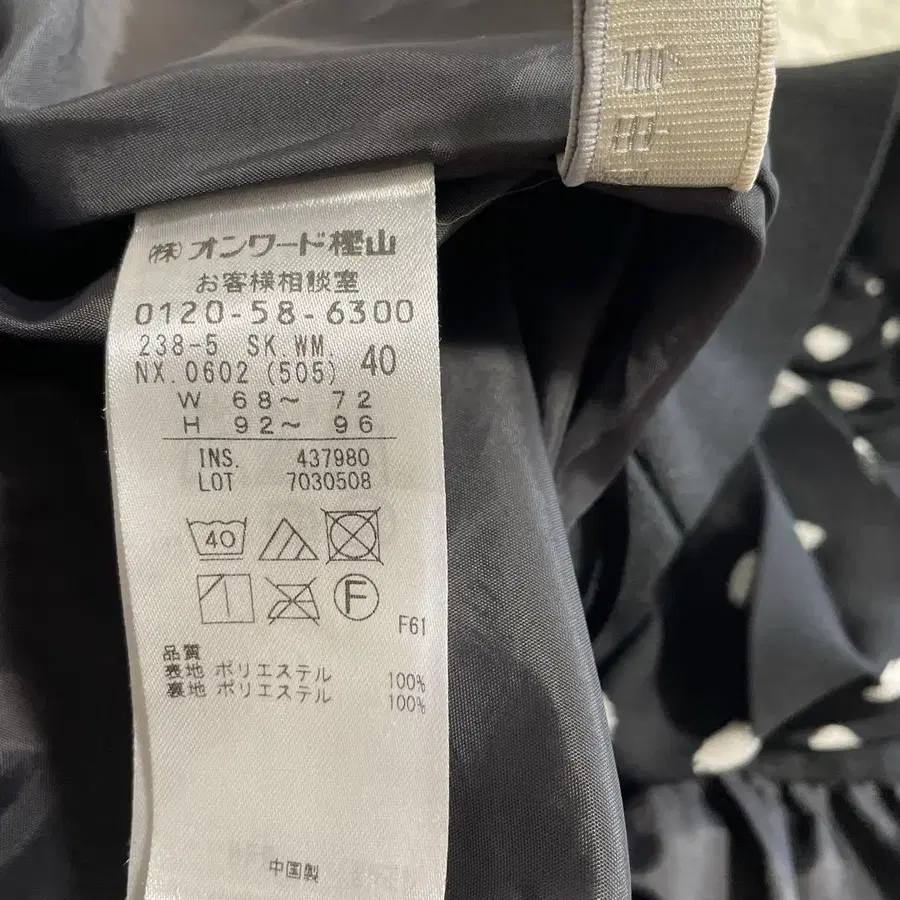 (株)オンワード樫山
お客様相談室
0120-58-6300
238-5 SK.WM. 40
NX.0602 (505)
W 68~ 72
H 92~ 96
INS. 437980
LOT 7030508
40
F
F61
品質
表地 ポリエステル 100%
裏地 ポリエステル 100%
中国製